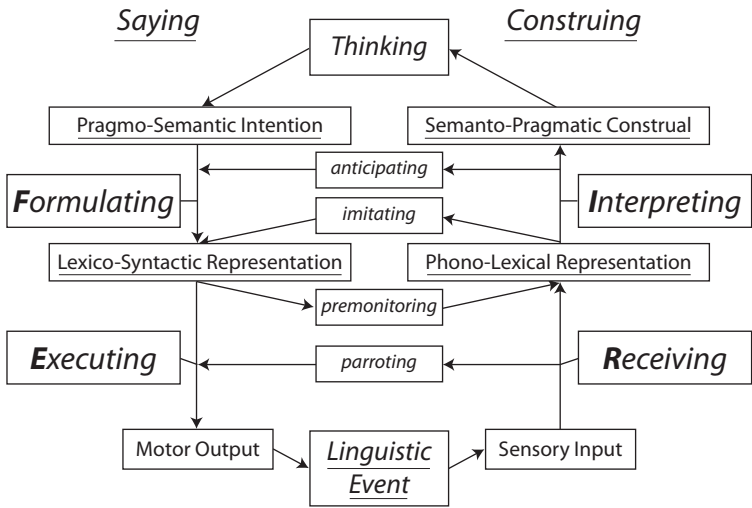 Saying
Construing
Thinking
Pragmo-Semantic Intention
Semanto-Pragmatic Construal
anticipating
Formulating
Interpreting
imitating
Lexico-Syntactic Representation
Phono-Lexical Representation
premonitoring
Executing
parroting
Receiving
Motor Output
Linguistic
Event
Sensory Input